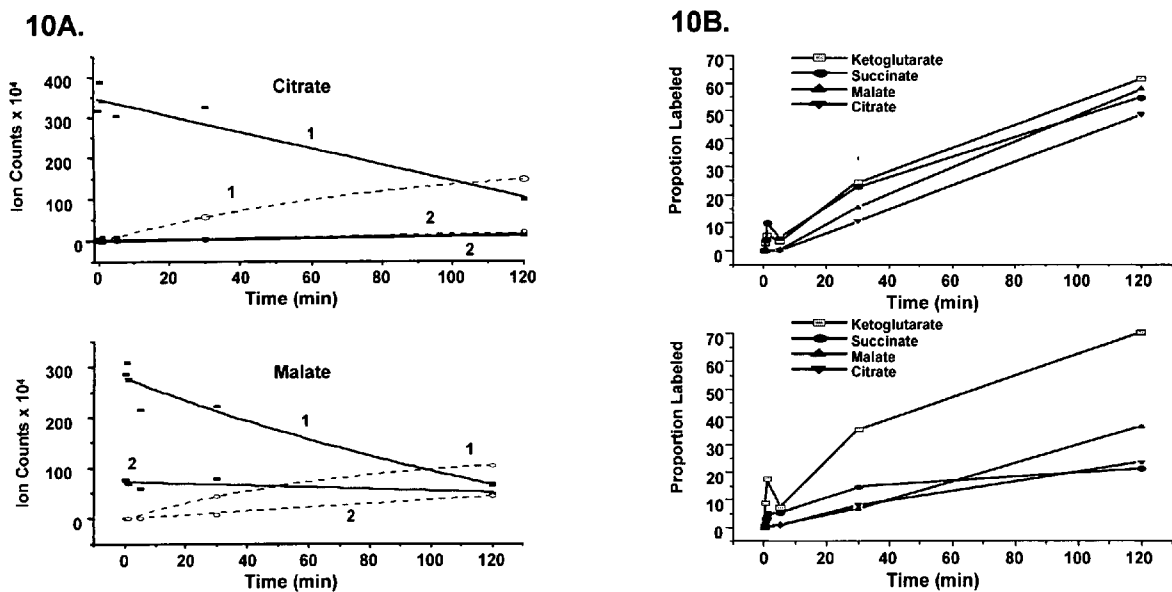 10A.
Citrate
Ion Counts x 10⁴
400
300
200
100
0
1
1
2
2
0 20 40 60 80 100 120
Time (min)
Malate
Ion Counts x 10⁴
300
200
100
0
1
1
2
2
0 20 40 60 80 100 120
Time (min)
10B.
Ketoglutarate
Succinate
Malate
Citrate
Propotion Labeled
70
60
50
40
30
20
10
0
0 20 40 60 80 100 120
Time (min)
Ketoglutarate
Succinate
Malate
Citrate
Proportion Labeled
70
60
50
40
30
20
10
0
0 20 40 60 80 100 120
Time (min)